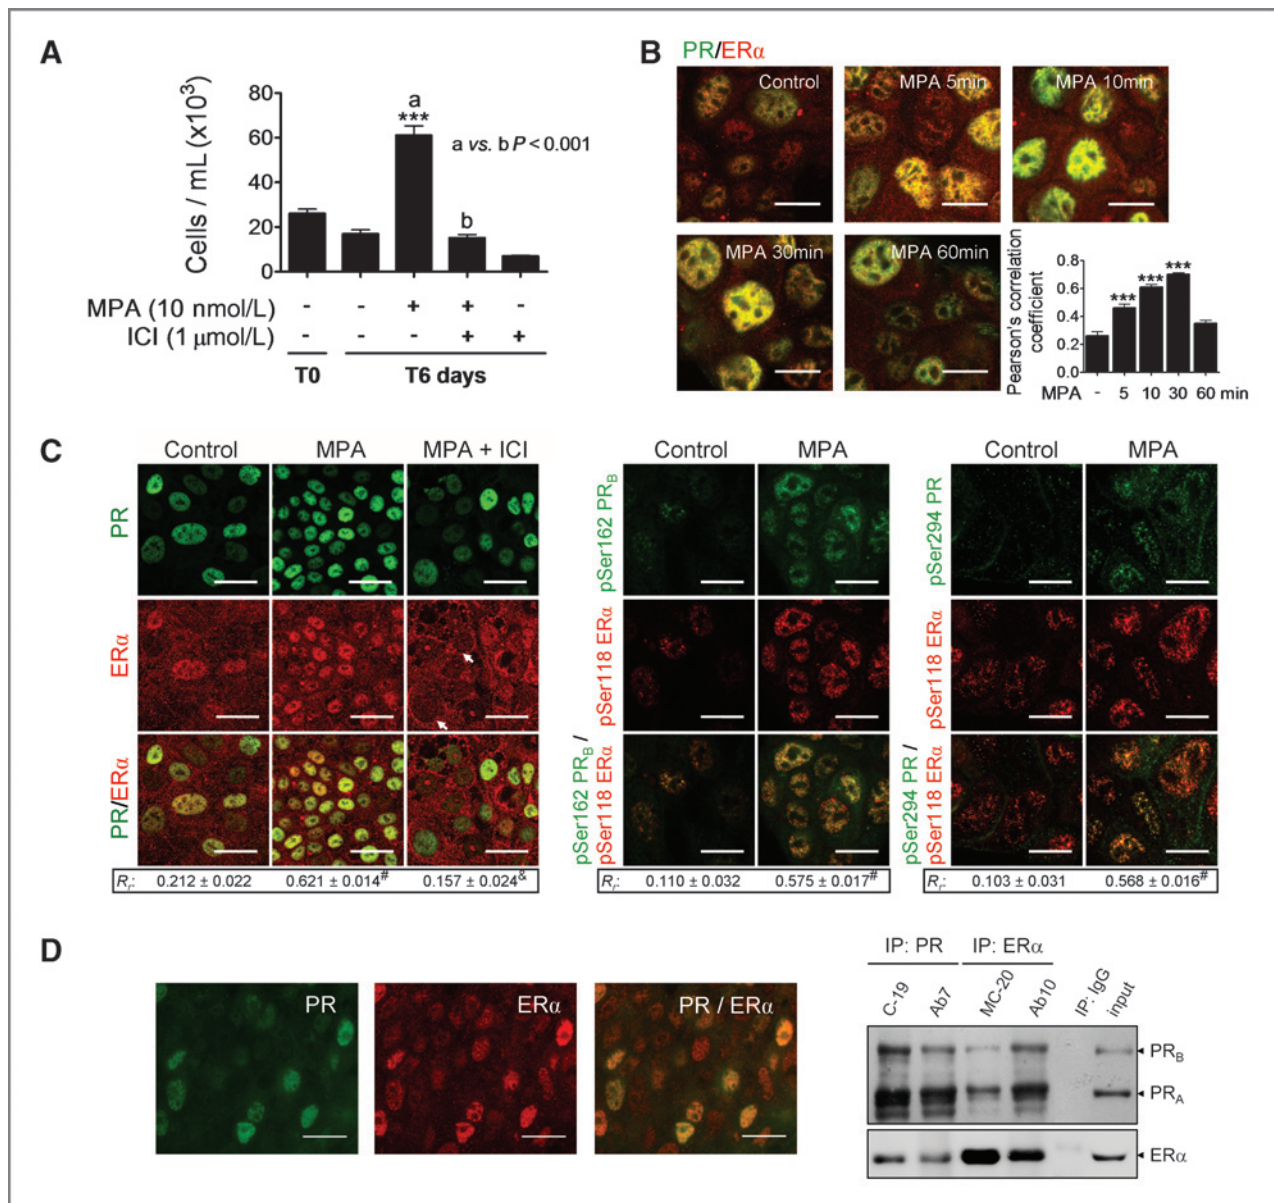 A
Cells / mL (x10³)
80
60
40
20
0
a
***
b
a vs. b P < 0.001
MPA (10 nmol/L) - - + + -
ICI (1 μmol/L) - - - + +
T0 T6 days
B
PR/ERα
Control
MPA 5min
MPA 10min
MPA 30min
MPA 60min
Pearson's correlation
coefficient
0.8
0.6
0.4
0.2
0.0
*** *** ***
MPA - 5 10 30 60 min
C
Control MPA MPA + ICI
PR
ERα
PR/ERα
Rr: 0.212 ± 0.022 0.621 ± 0.014# 0.157 ± 0.024&
Control MPA
pSer162 PRB
pSer118 ERα
pSer162 PRB /
pSer118 ERα
Rr: 0.110 ± 0.032 0.575 ± 0.017#
Control MPA
pSer294 PR
pSer118 ERα
pSer294 PR /
pSer118 ERα
Rr: 0.103 ± 0.031 0.568 ± 0.016#
D
PR
ERα
PR / ERα
IP: PR IP: ERα
C-19 Ab7 MC-20 Ab10 IP: IgG input
PRB
PRA
ERα